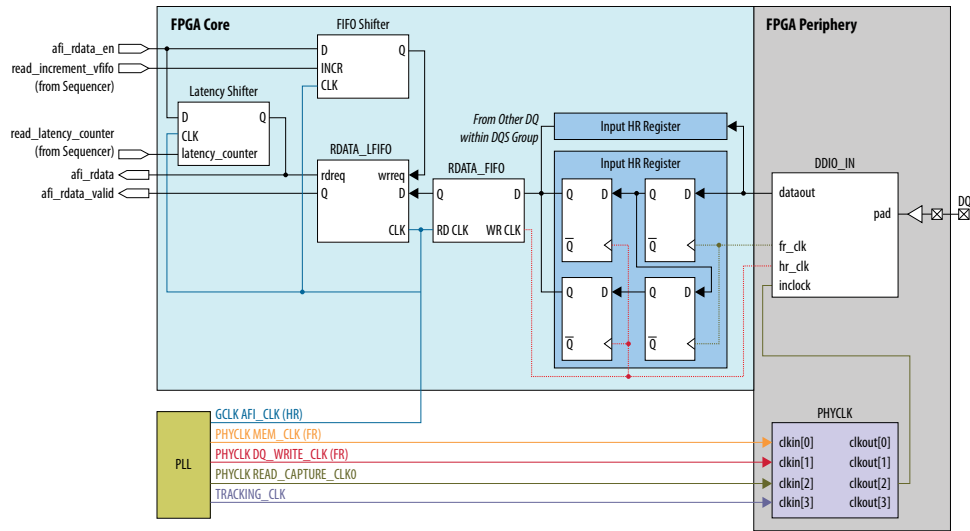 FPGA Core
FPGA Periphery
FIFO Shifter
afi_rdata_en
D
Q
read_increment_vfifo
(from Sequencer)
INCR
CLK
Latency Shifter
D
Q
CLK
latency_counter
read_latency_counter
(from Sequencer)
afi_rdata
afi_rdata_valid
RDATA_LFIFO
rdreq
wrreq
Q
D
CLK
RDATA_FIFO
Q
D
RD CLK
WR CLK
From Other DQ
within DQS Group
Input HR Register
Input HR Register
Q
D
Q
D
Q
Q
Q
D
Q
D
Q
Q
DDIO_IN
dataout
pad
DQ
fr_clk
hr_clk
inclock
PLL
GCLK AFI_CLK (HR)
PHYCLK MEM_CLK (FR)
PHYCLK DQ_WRITE_CLK (FR)
PHYCLK READ_CAPTURE_CLK0
TRACKING_CLK
PHYCLK
clkin[0]
clkout[0]
clkin[1]
clkout[1]
clkin[2]
clkout[2]
clkin[3]
clkout[3]